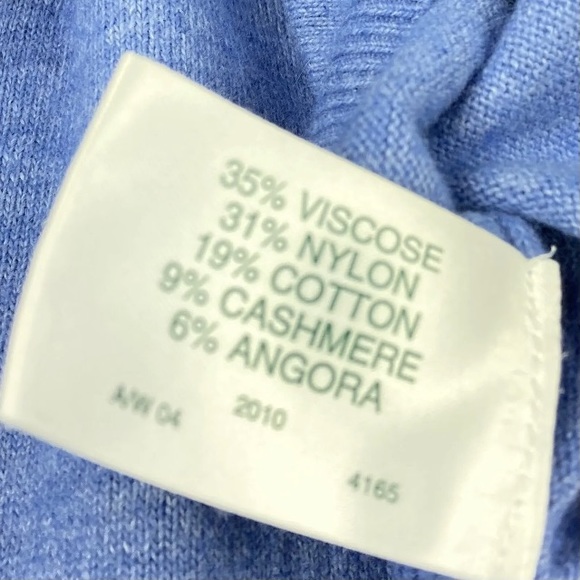 35% VISCOSE
31% NYLON
19% COTTON
9% CASHMERE
6% ANGORA
A/W 04 2010
4165